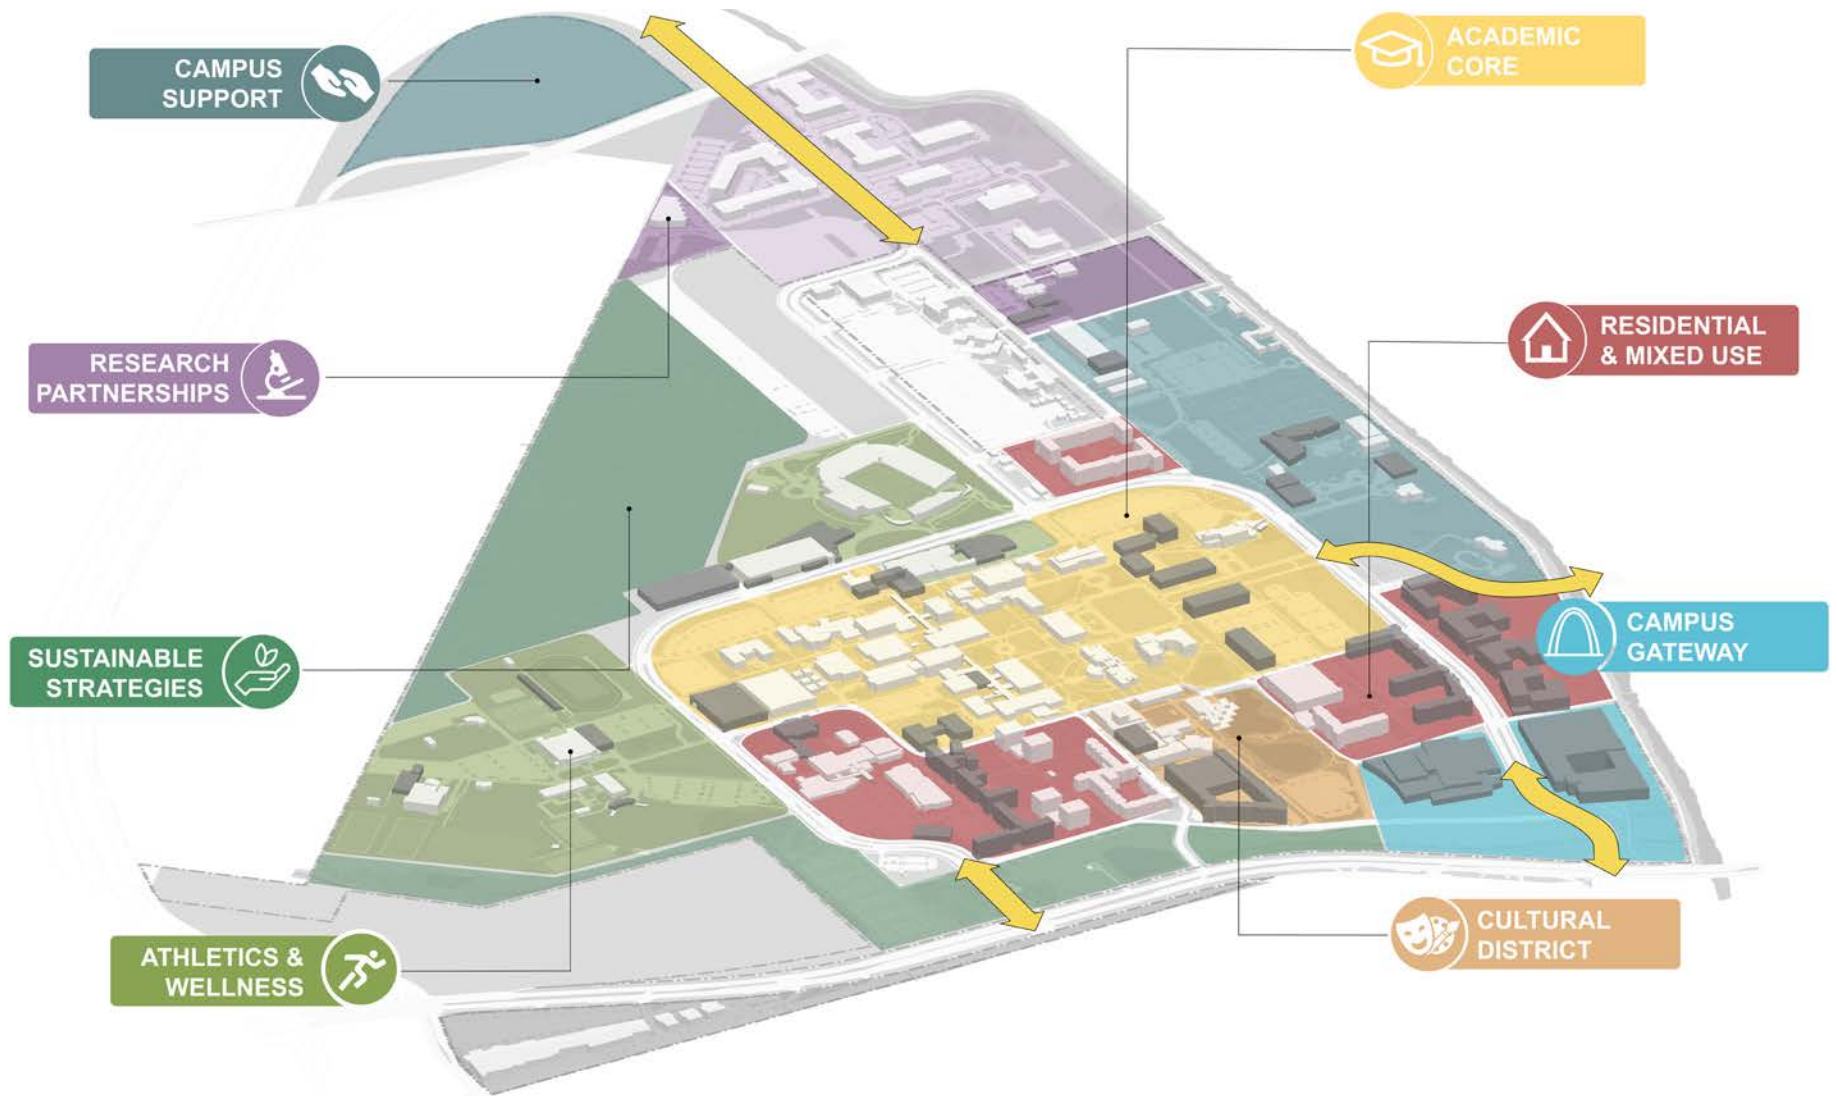 CAMPUS
SUPPORT
ACADEMIC
CORE
RESIDENTIAL
& MIXED USE
RESEARCH
PARTNERSHIPS
CAMPUS
GATEWAY
SUSTAINABLE
STRATEGIES
CULTURAL
DISTRICT
ATHLETICS &
WELLNESS